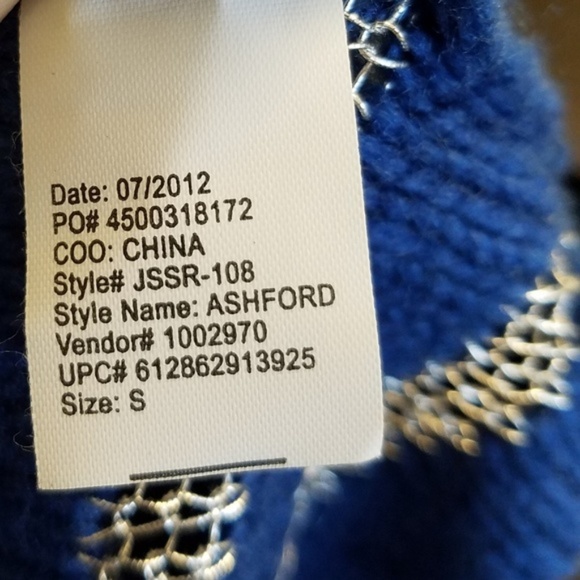 Date: 07/2012
PO# 4500318172
COO: CHINA
Style# JSSR-108
Style Name: ASHFORD
Vendor# 1002970
UPC# 612862913925
Size: S